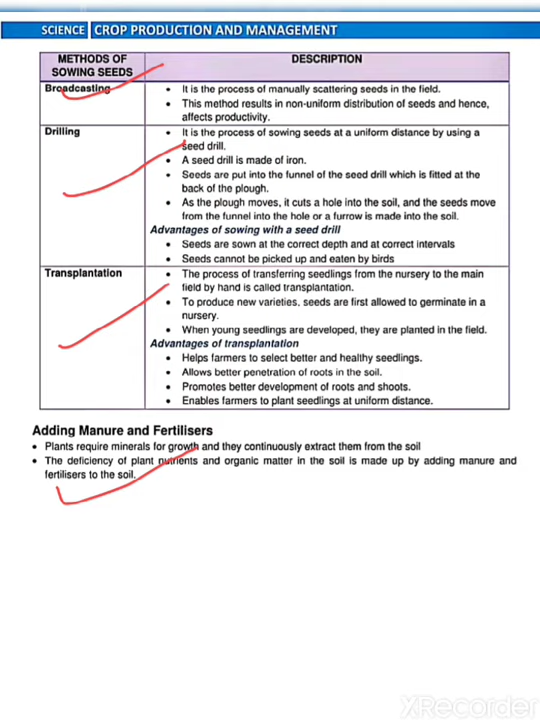 SCIENCE CROP PRODUCTION AND MANAGEMENT
METHODS OF
SOWING SEEDS
DESCRIPTION
Broadcasting
• It is the process of manually scattering seeds in the field.
• This method results in non-uniform distribution of seeds and hence,
affects productivity.
Drilling
• It is the process of sowing seeds at a uniform distance by using a
seed drill.
• A seed drill is made of iron.
• Seeds are put into the funnel of the seed drill which is fitted at the
back of the plough.
• As the plough moves, it cuts a hole into the soil, and the seeds move
from the funnel into the hole or a furrow is made into the soil.
Advantages of sowing with a seed drill
• Seeds are sown at the correct depth and at correct intervals
• Seeds cannot be picked up and eaten by birds
Transplantation
• The process of transferring seedlings from the nursery to the main
field by hand is called transplantation.
• To produce new varieties, seeds are first allowed to germinate in a
nursery.
• When young seedlings are developed, they are planted in the field.
Advantages of transplantation
• Helps farmers to select better and healthy seedlings.
• Allows better penetration of roots in the soil.
• Promotes better development of roots and shoots.
• Enables farmers to plant seedlings at uniform distance.
Adding Manure and Fertilisers
• Plants require minerals for growth and they continuously extract them from the soil
• The deficiency of plant nutrients and organic matter in the soil is made up by adding manure and
fertilisers to the soil.
XRecorder